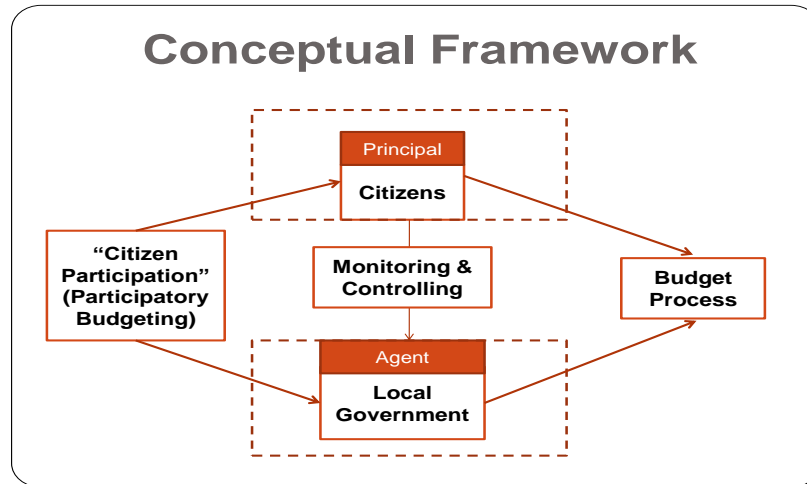 Conceptual Framework
Principal
Citizens
“Citizen
Participation”
(Participatory
Budgeting)
Monitoring &
Controlling
Budget
Process
Agent
Local
Government